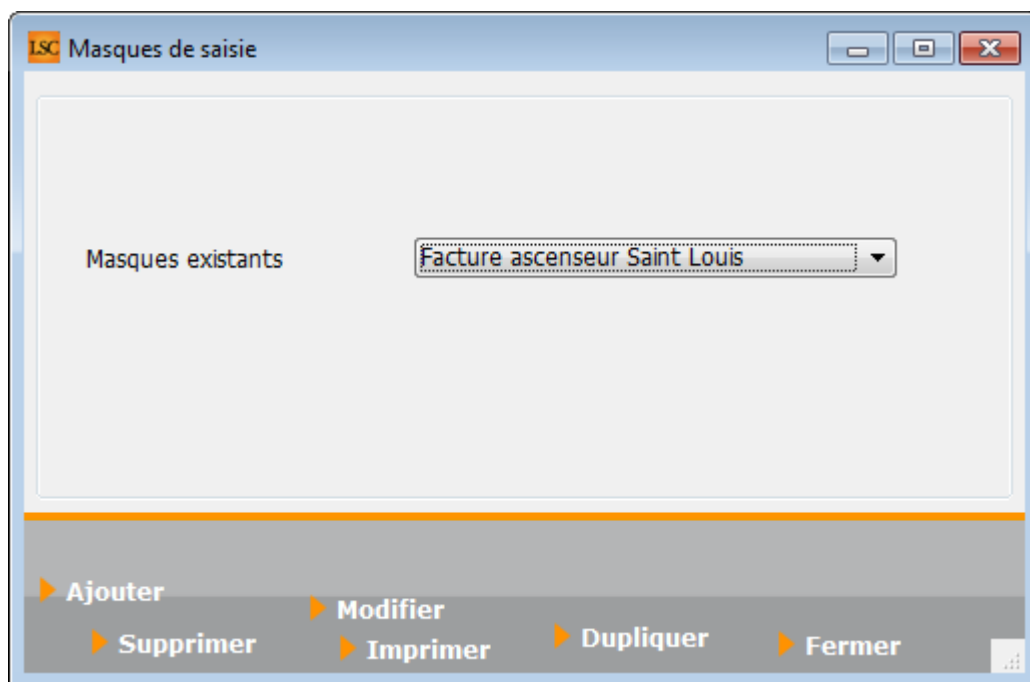 LSC Masques de saisie
Masques existants
Facture ascenseur Saint Louis
Ajouter
Modifier
Supprimer
Imprimer
Dupliquer
Fermer